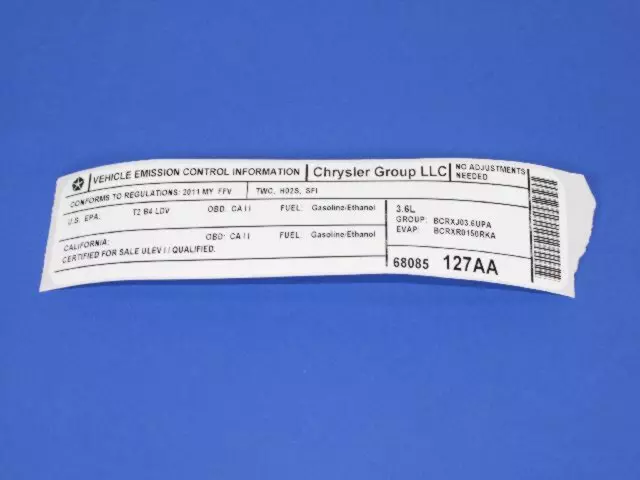 VEHICLE EMISSION CONTROL INFORMATION
Chrysler Group LLC
NO ADJUSTMENTS
NEEDED
CONFORMS TO REGULATIONS: 2011 MY FFV
TWC, HO2S, SFI
U.S. EPA: T2 B4 LDV OBD: CA II FUEL: Gasoline/Ethanol
CALIFORNIA: OBD: CA II FUEL: Gasoline/Ethanol
CERTIFIED FOR SALE ULEV II QUALIFIED.
3.6L
GROUP: BCRXJ03.6UPA
EVAP: BCRXR0150RKA
68085 127AA